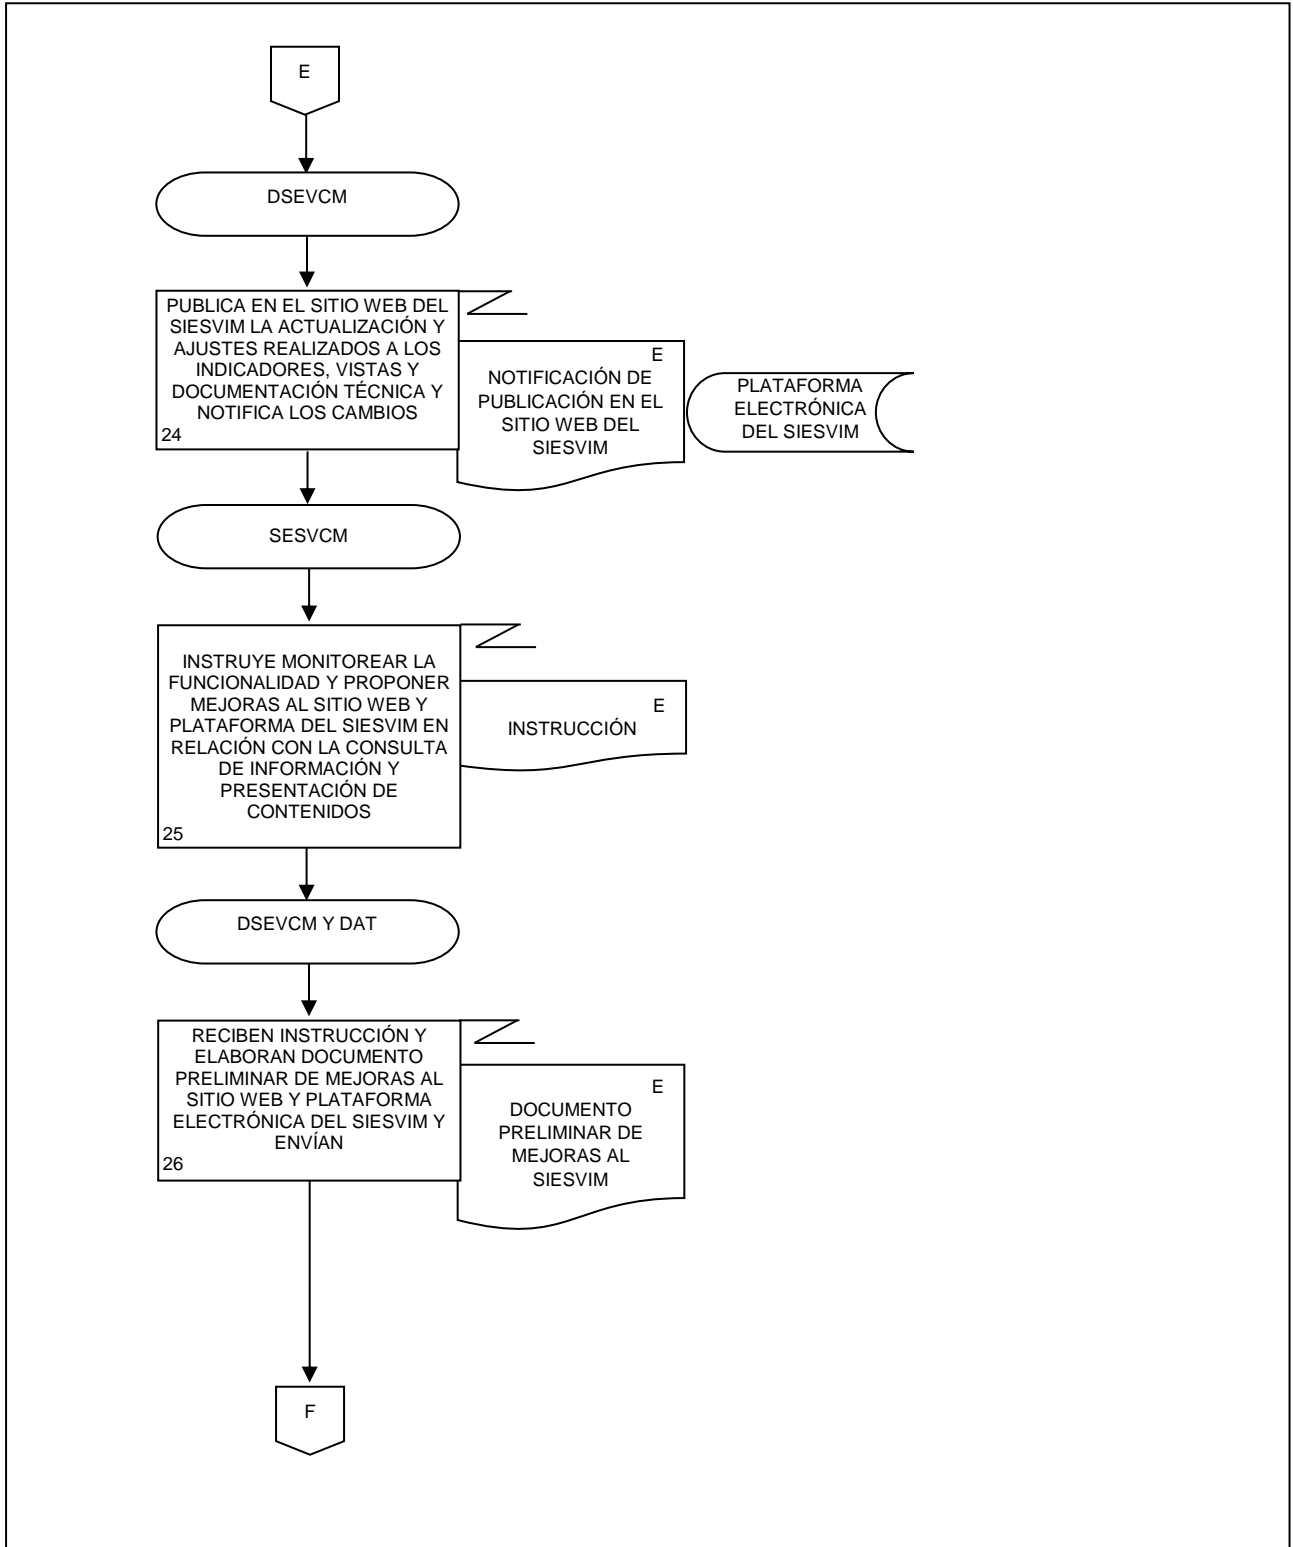 E
DSEVCM
PUBLICA EN EL SITIO WEB DEL
SIESVIM LA ACTUALIZACIÓN Y
AJUSTES REALIZADOS A LOS
INDICADORES, VISTAS Y
DOCUMENTACIÓN TÉCNICA Y
NOTIFICA LOS CAMBIOS
24
E
NOTIFICACIÓN DE
PUBLICACIÓN EN EL
SITIO WEB DEL
SIESVIM
PLATAFORMA
ELECTRÓNICA
DEL SIESVIM
SESVCM
INSTRUYE MONITOREAR LA
FUNCIONALIDAD Y PROPONER
MEJORAS AL SITIO WEB Y
PLATAFORMA DEL SIESVIM EN
RELACIÓN CON LA CONSULTA
DE INFORMACIÓN Y
PRESENTACIÓN DE
CONTENIDOS
25
E
INSTRUCCIÓN
DSEVCM Y DAT
RECIBEN INSTRUCCIÓN Y
ELABORAN DOCUMENTO
PRELIMINAR DE MEJORAS AL
SITIO WEB Y PLATAFORMA
ELECTRÓNICA DEL SIESVIM Y
ENVÍAN
26
E
DOCUMENTO
PRELIMINAR DE
MEJORAS AL
SIESVIM
F